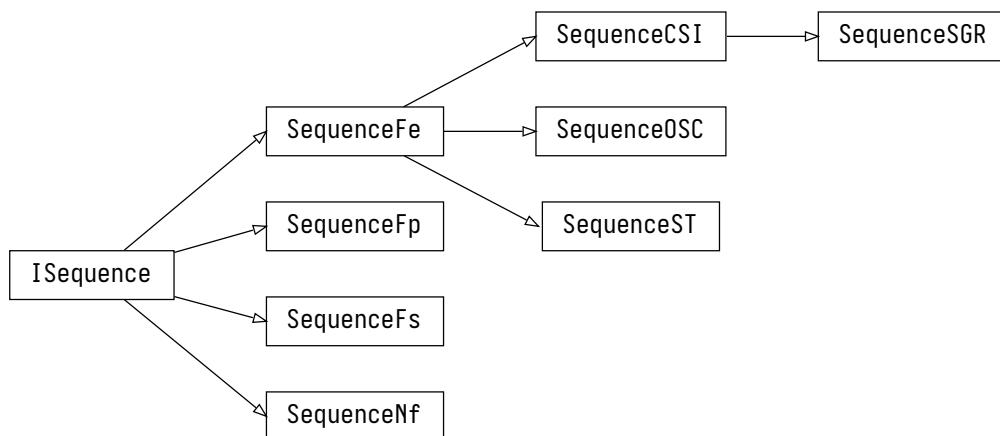 SequenceCSI
SequenceSGR
SequenceFe
SequenceOSC
SequenceFp
SequenceST
ISequence
SequenceFs
SequenceNf